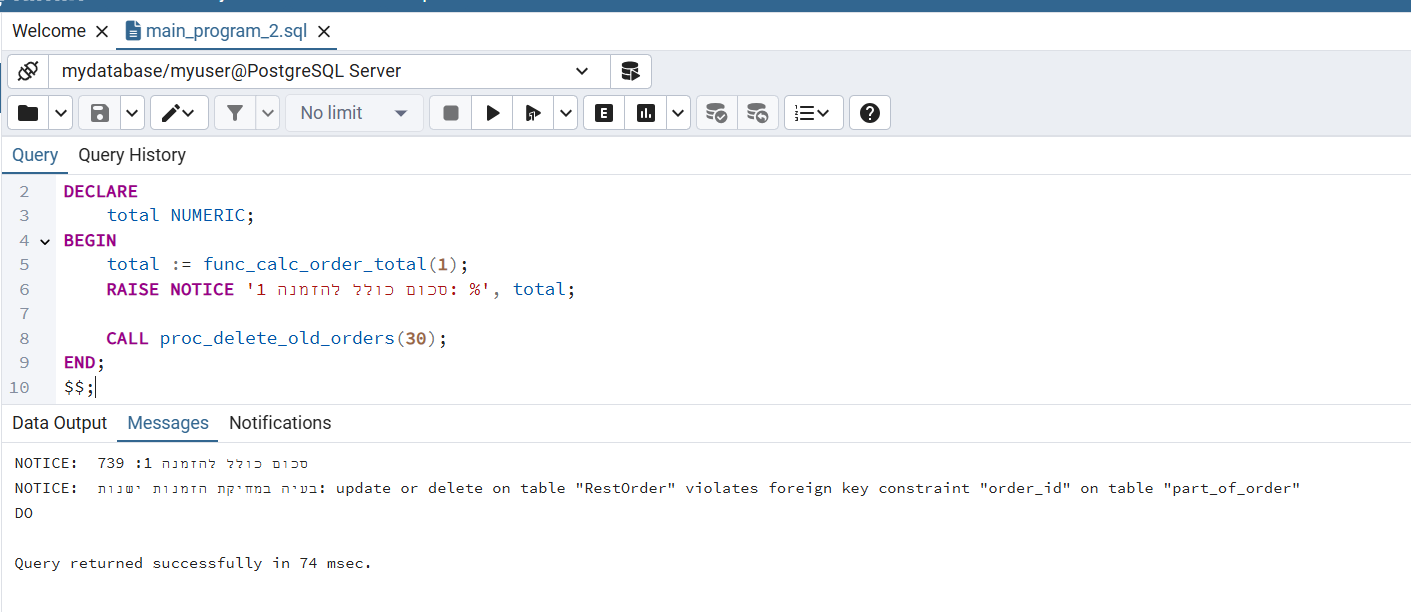 Welcome main_program_2.sql
mydatabase/myuser@PostgreSQL Server
No limit E ?
Query Query History
2 DECLARE
3 total NUMERIC;
4 BEGIN
5 total := func_calc_order_total(1);
6 RAISE NOTICE 'סכום כולל להזמנה 1: %', total;
7
8 CALL proc_delete_old_orders(30);
9 END;
10 $$;
Data Output Messages Notifications
NOTICE: סכום כולל להזמנה 1: 739
NOTICE: בעיה במחיקת הזמנות ישנות: update or delete on table "RestOrder" violates foreign key constraint "order_id" on table "part_of_order"
DO
Query returned successfully in 74 msec.